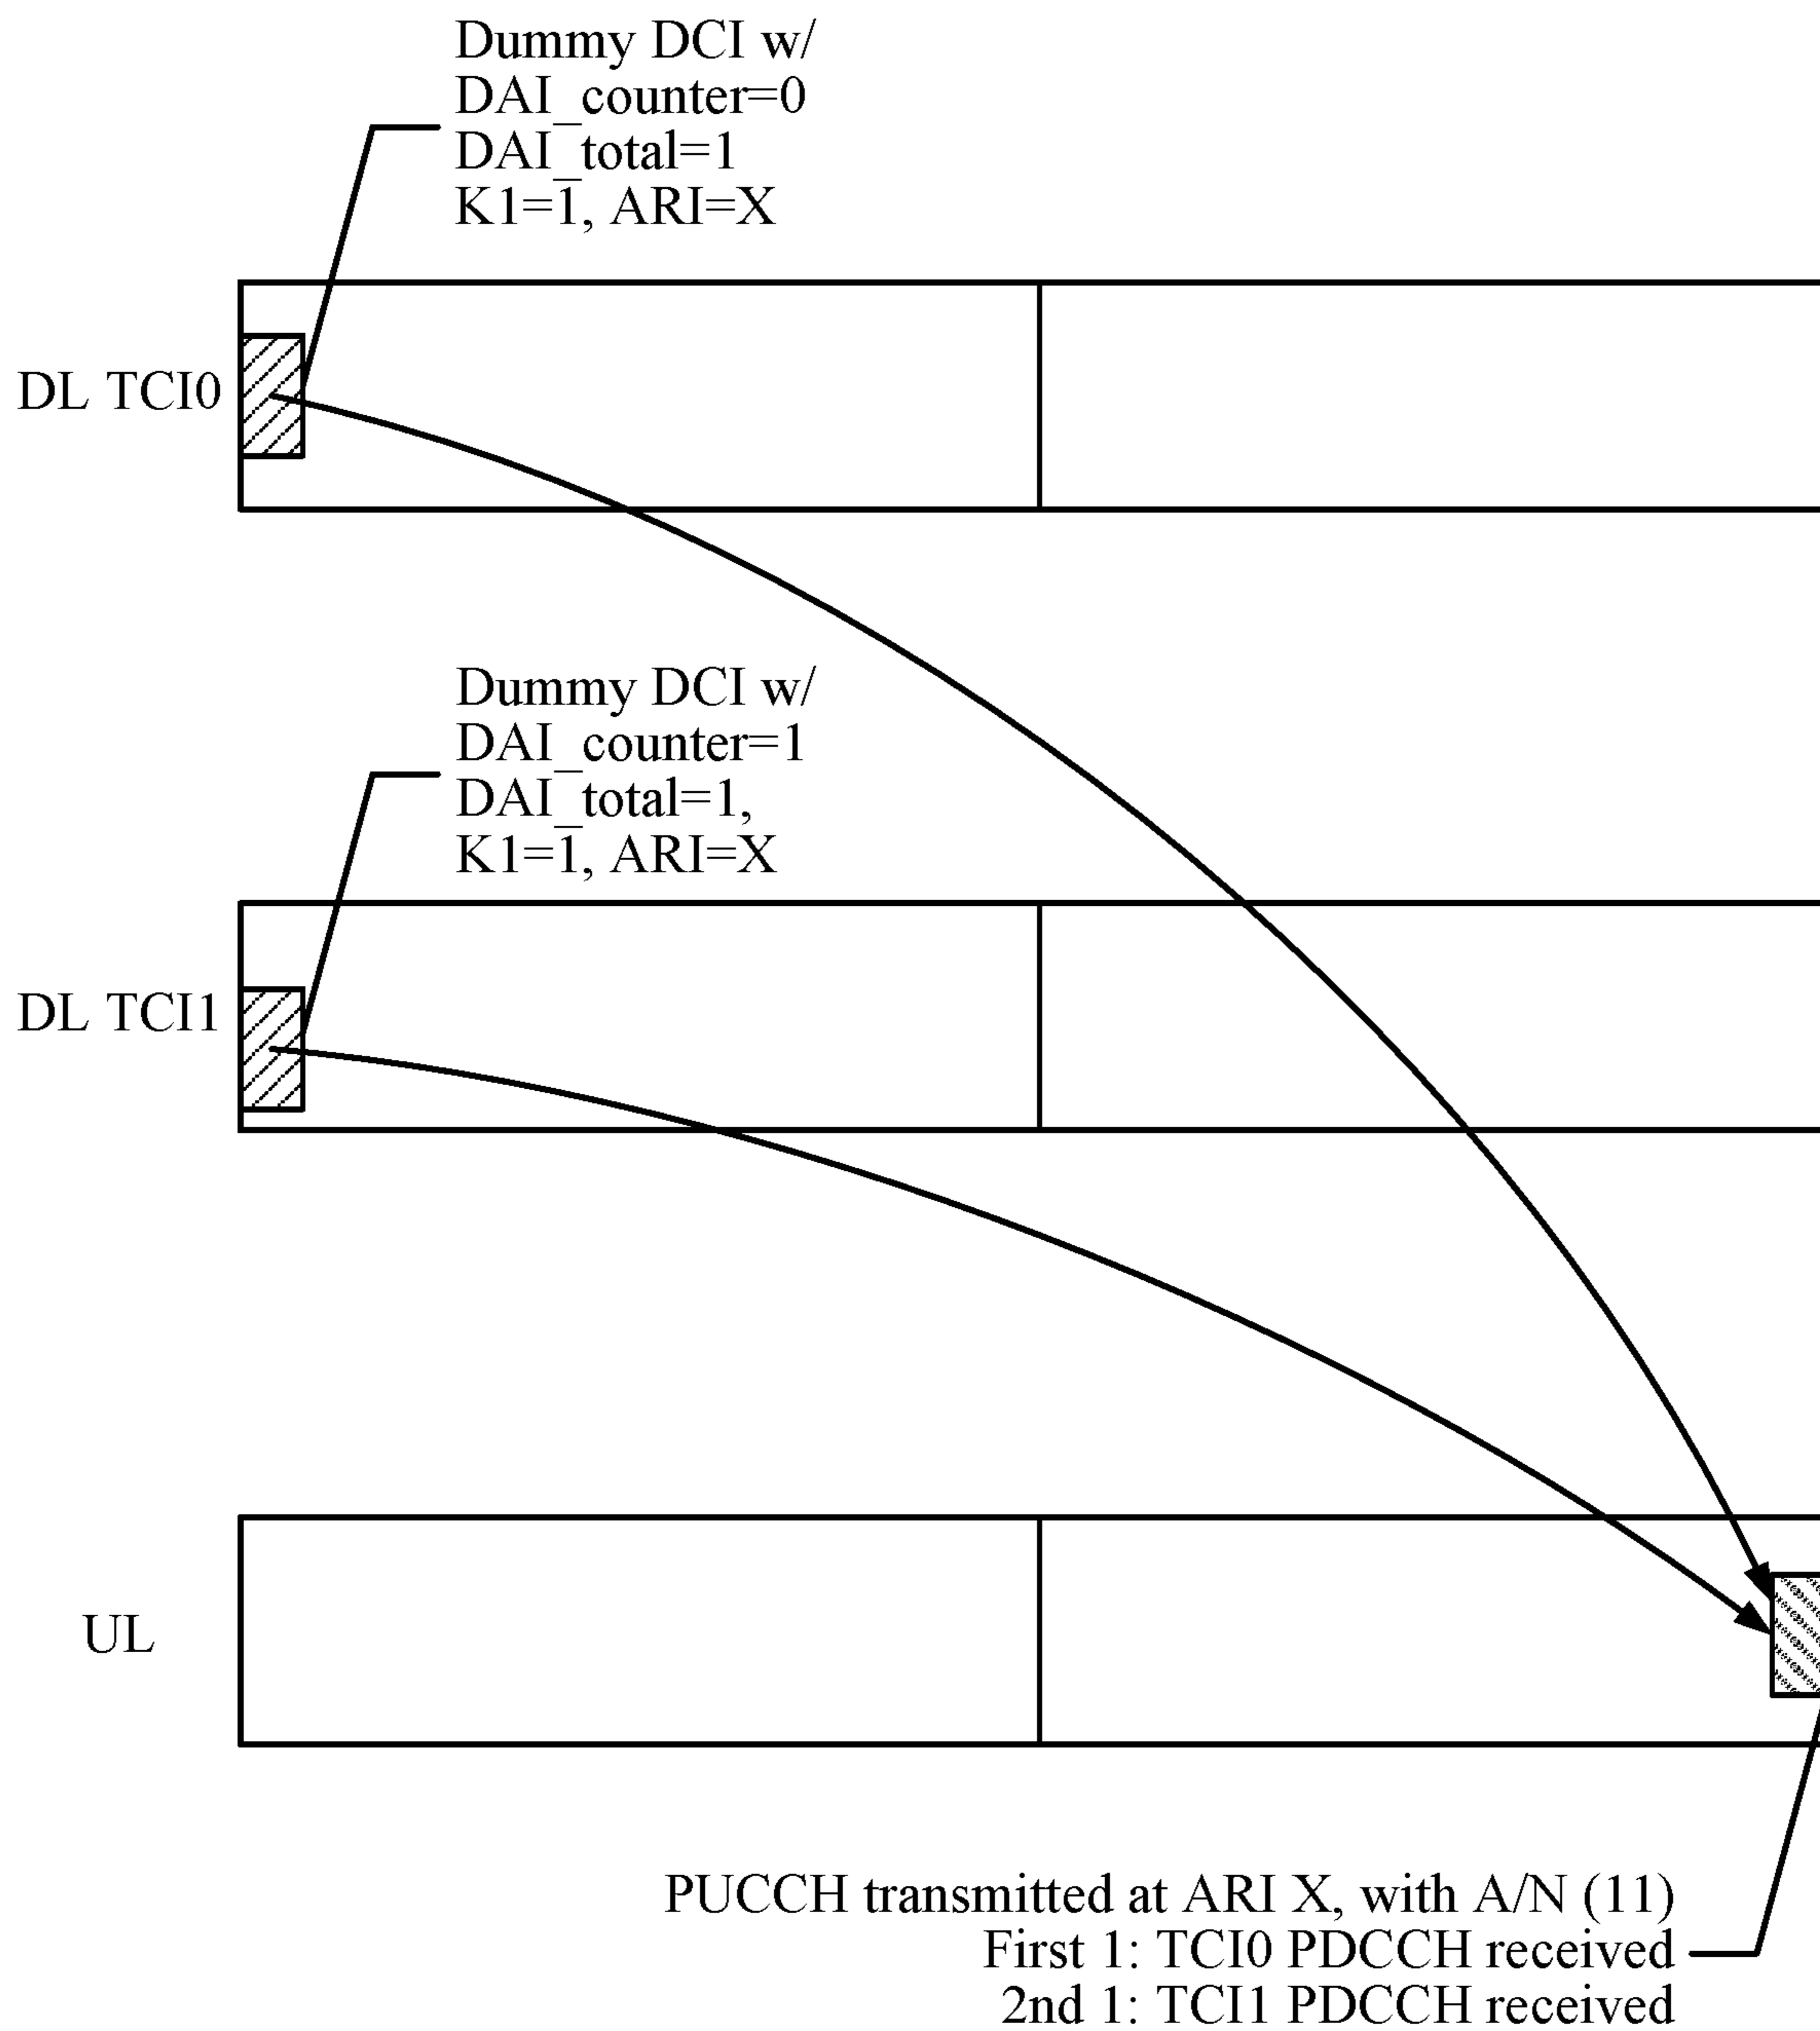 Dummy DCI w/
DAI_counter=0
DAI_total=1
K1=1, ARI=X
DL TCI0
Dummy DCI w/
DAI_counter=1
DAI_total=1,
K1=1, ARI=X
DL TCI1
UL
PUCCH transmitted at ARI X, with A/N (11)
First 1: TCI0 PDCCH received
2nd 1: TCI1 PDCCH received